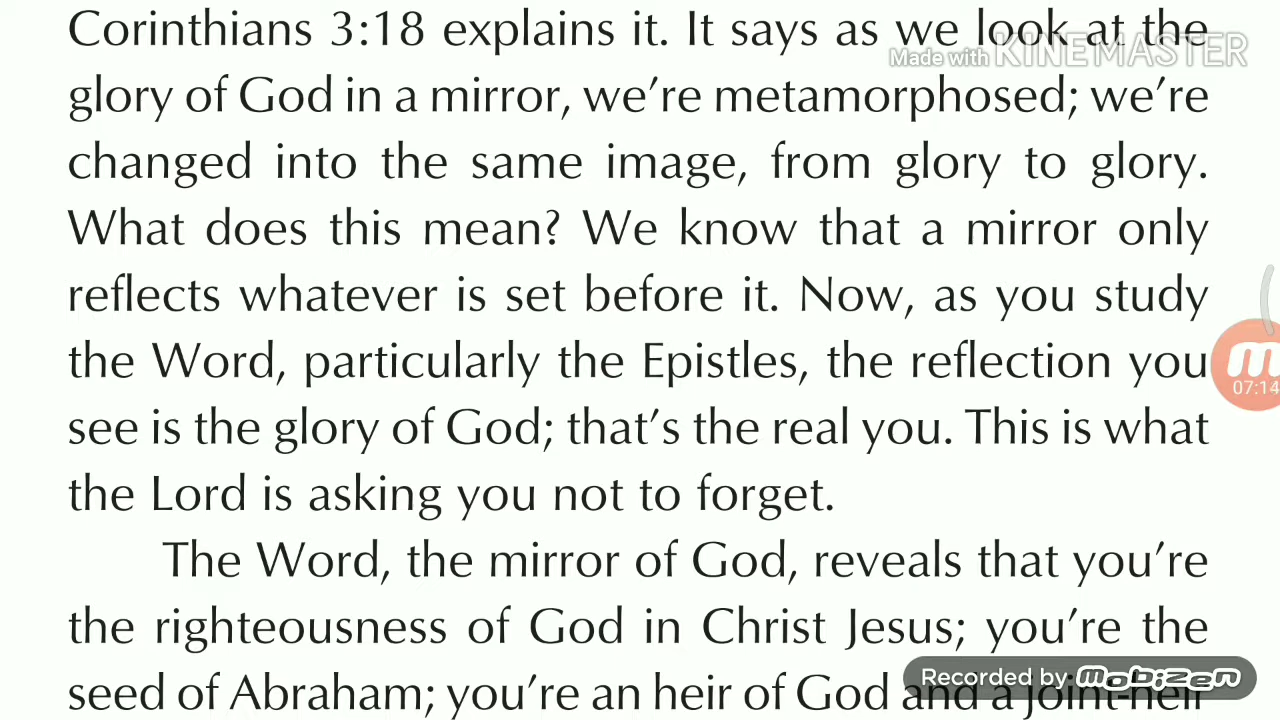 Corinthians 3:18 explains it. It says as we look at the
Made with KINEMASTER
glory of God in a mirror, we're metamorphosed; we're
changed into the same image, from glory to glory.
What does this mean? We know that a mirror only
reflects whatever is set before it. Now, as you study
the Word, particularly the Epistles, the reflection you
07:14
see is the glory of God; that's the real you. This is what
the Lord is asking you not to forget.
The Word, the mirror of God, reveals that you're
the righteousness of God in Christ Jesus; you're the
seed of Abraham; you're an heir of God and a joint-heir
Recorded by mobizen